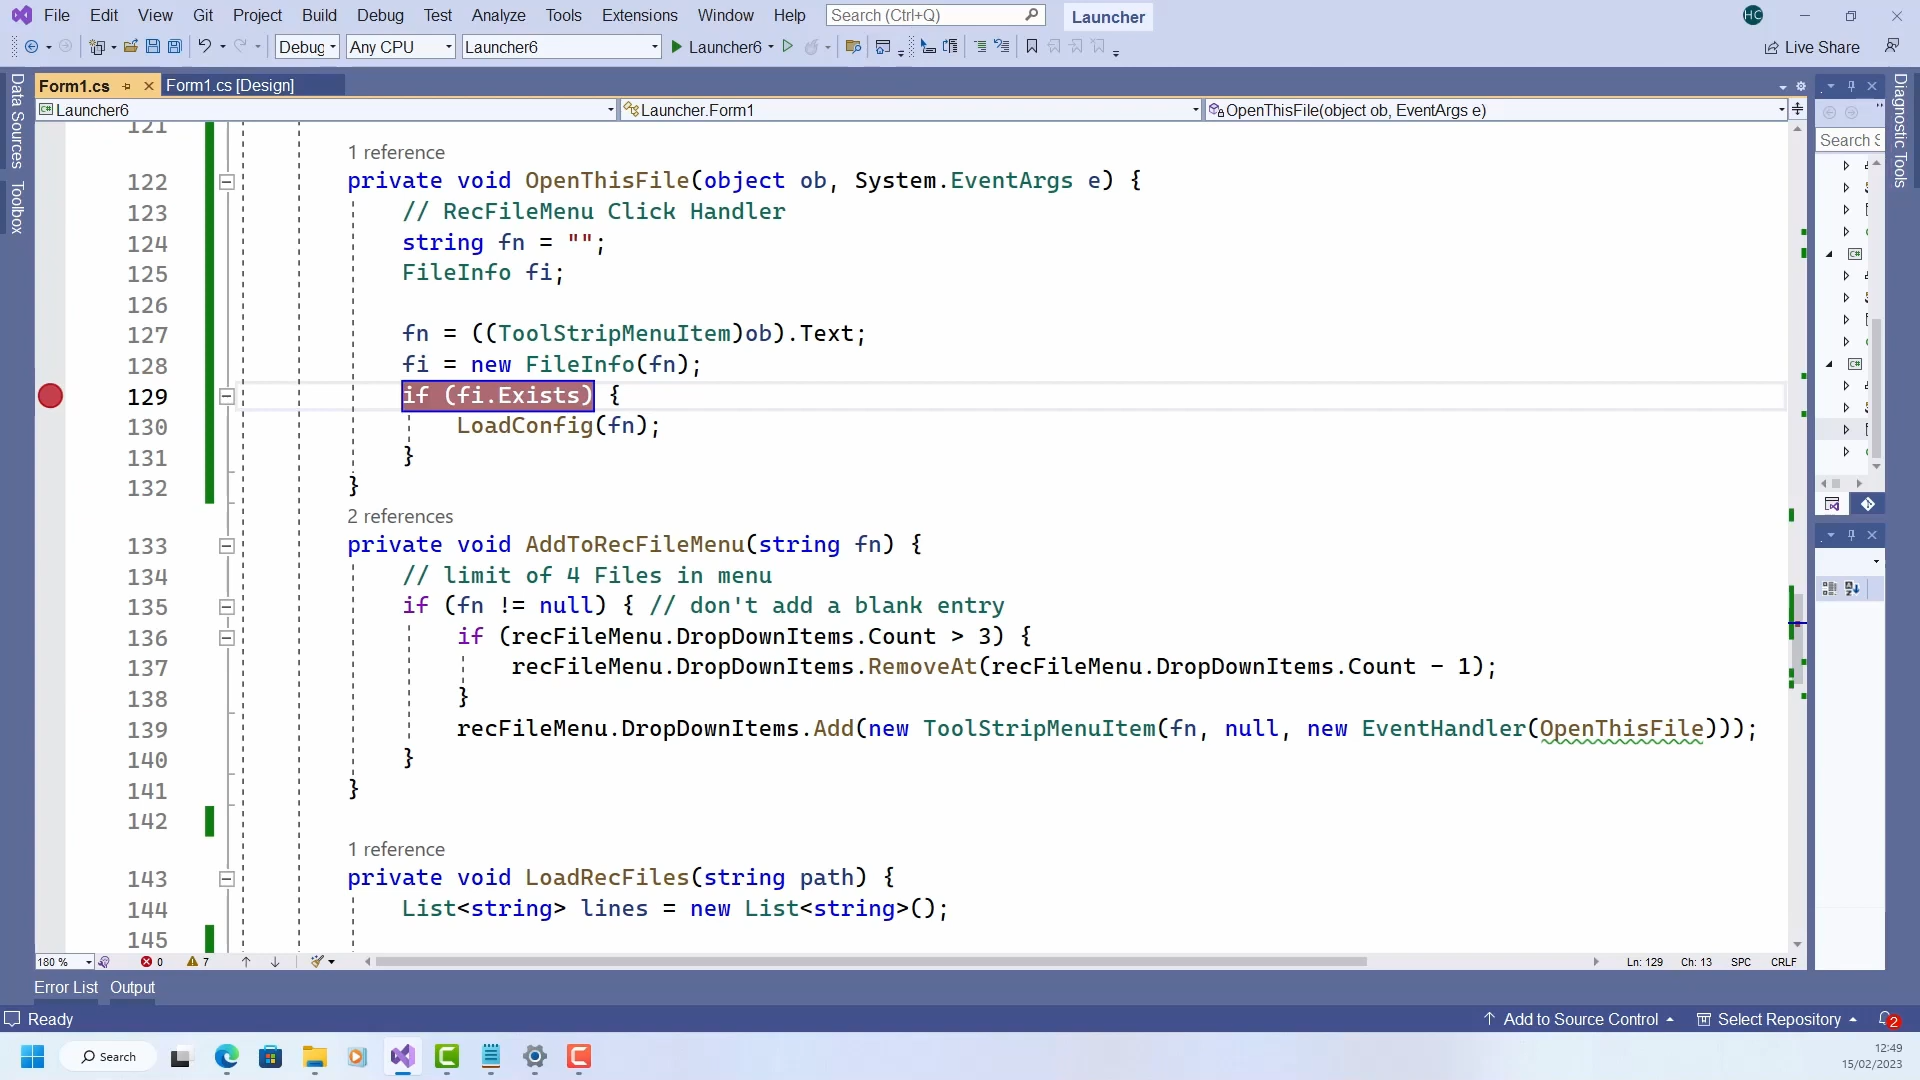 File Edit View Git Project Build Debug Test Analyze Tools Extensions Window Help Search (Ctrl+Q) Launcher HC
Debug Any CPU Launcher6 Launcher6 Live Share
Form1.cs Form1.cs [Design]
Launcher6 Launcher.Form1 OpenThisFile(object ob, EventArgs e)
Data Sources
Toolbox
Diagnostic Tools
Search S
121
1 reference
122 private void OpenThisFile(object ob, System.EventArgs e) {
123 // RecFileMenu Click Handler
124 string fn = "";
125 FileInfo fi;
126
127 fn = ((ToolStripMenuItem)ob).Text;
128 fi = new FileInfo(fn);
129 if (fi.Exists) {
130 LoadConfig(fn);
131 }
132 }
2 references
133 private void AddToRecFileMenu(string fn) {
134 // limit of 4 Files in menu
135 if (fn != null) { // don't add a blank entry
136 if (recFileMenu.DropDownItems.Count > 3) {
137 recFileMenu.DropDownItems.RemoveAt(recFileMenu.DropDownItems.Count - 1);
138 }
139 recFileMenu.DropDownItems.Add(new ToolStripMenuItem(fn, null, new EventHandler(OpenThisFile)));
140 }
141 }
142
1 reference
143 private void LoadRecFiles(string path) {
144 List<string> lines = new List<string>();
145
180 % 0 7 Ln: 129 Ch: 13 SPC CRLF
Error List Output
Ready Add to Source Control Select Repository 2
Search
12:49
15/02/2023